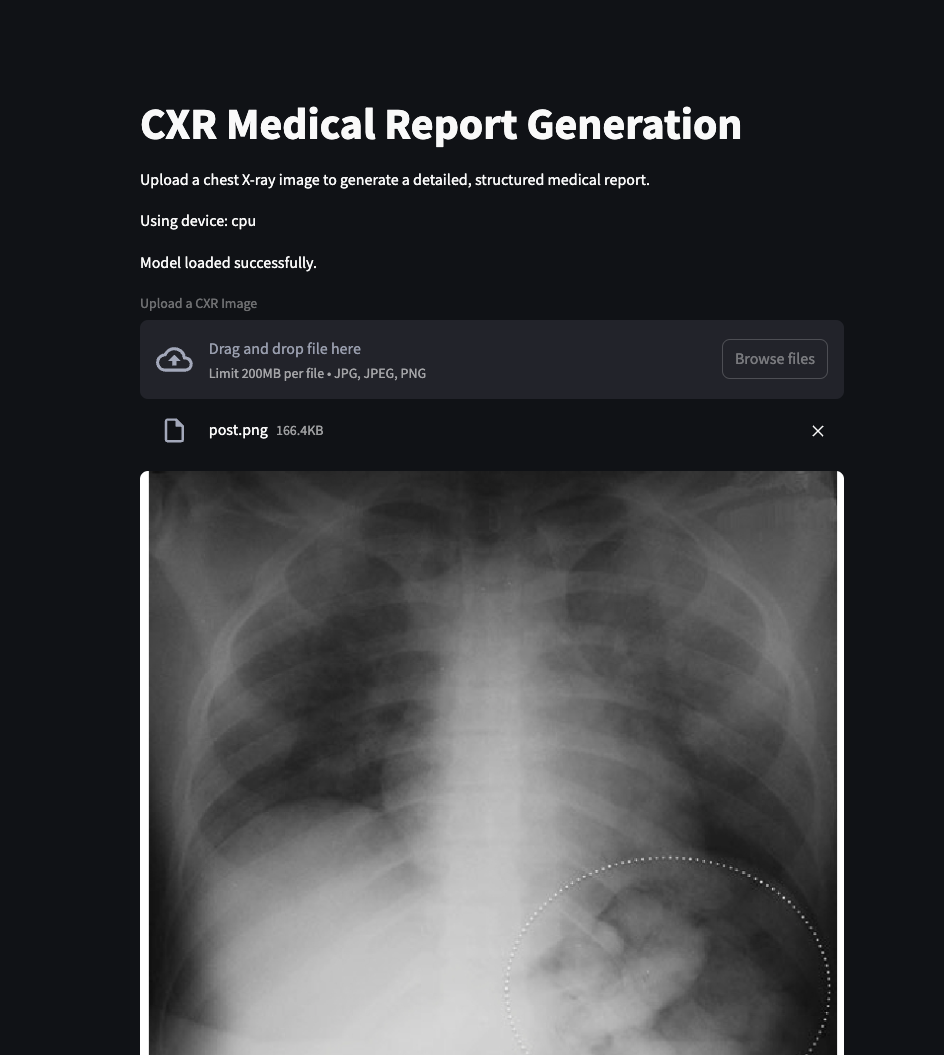 CXR Medical Report Generation
Upload a chest X-ray image to generate a detailed, structured medical report.
Using device: cpu
Model loaded successfully.
Upload a CXR Image
Drag and drop file here
Limit 200MB per file • JPG, JPEG, PNG
Browse files
post.png 166.4KB